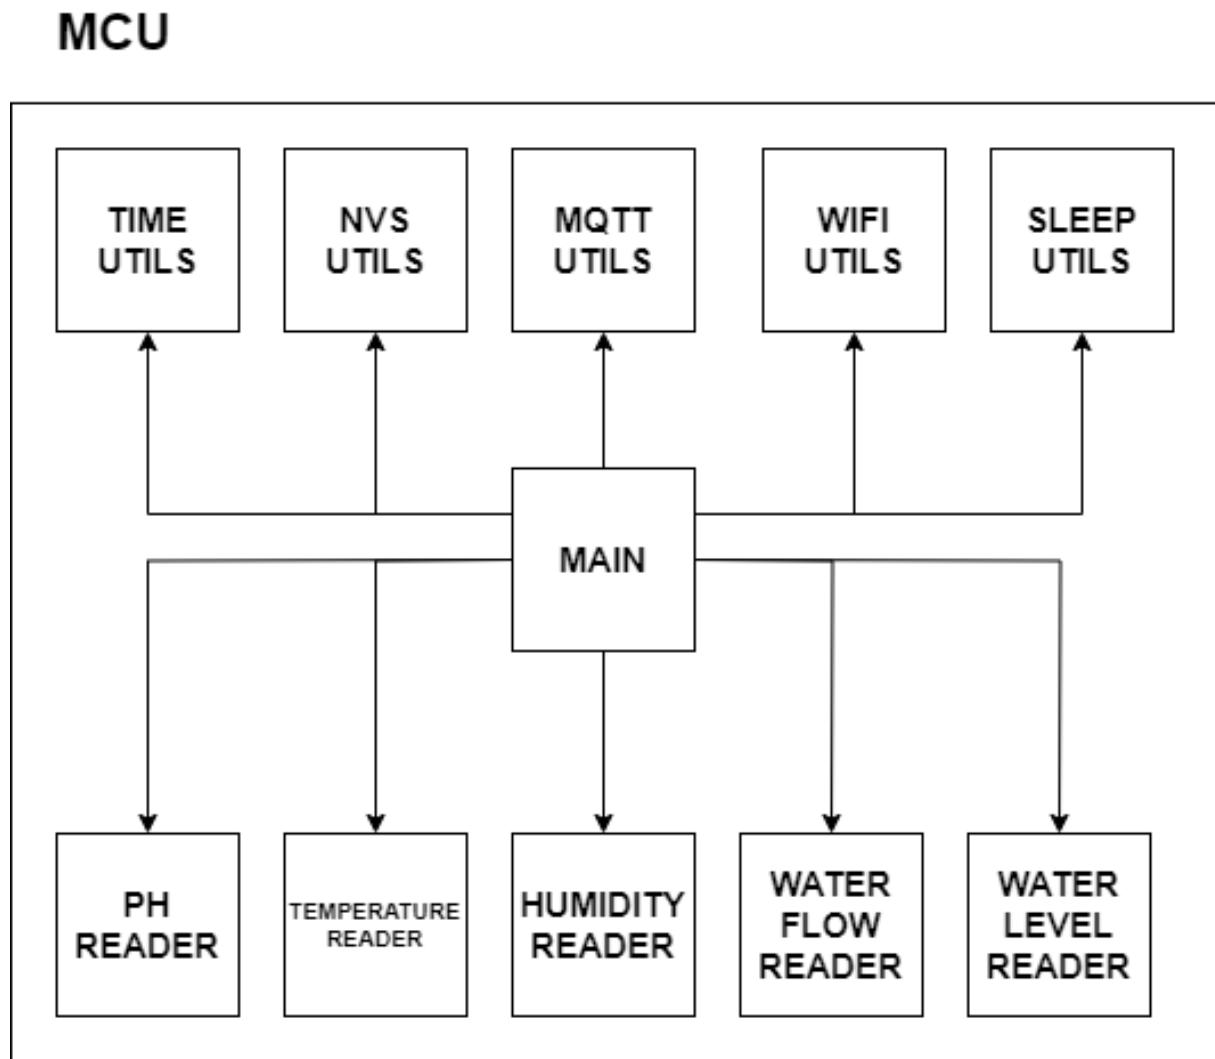 MCU
TIME
UTILS
NVS
UTILS
MQTT
UTILS
WIFI
UTILS
SLEEP
UTILS
MAIN
PH
READER
TEMPERATURE
READER
HUMIDITY
READER
WATER
FLOW
READER
WATER
LEVEL
READER